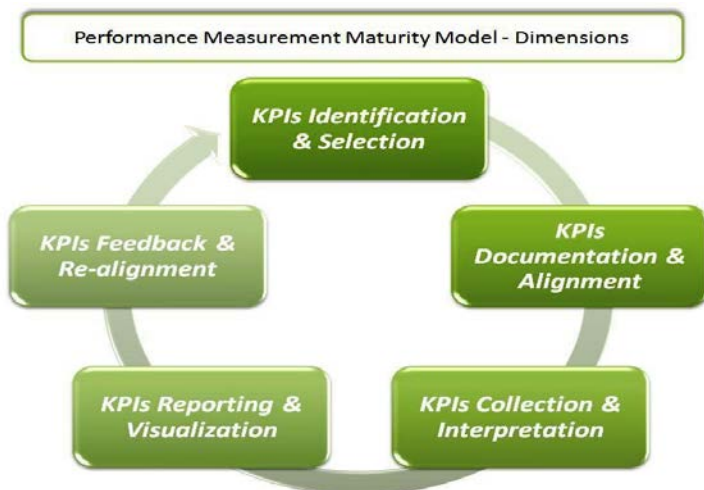 Performance Measurement Maturity Model - Dimensions
KPIs Identification
& Selection
KPIs
Documentation &
Alignment
KPIs Collection &
Interpretation
KPIs Reporting &
Visualization
KPIs Feedback &
Re-alignment